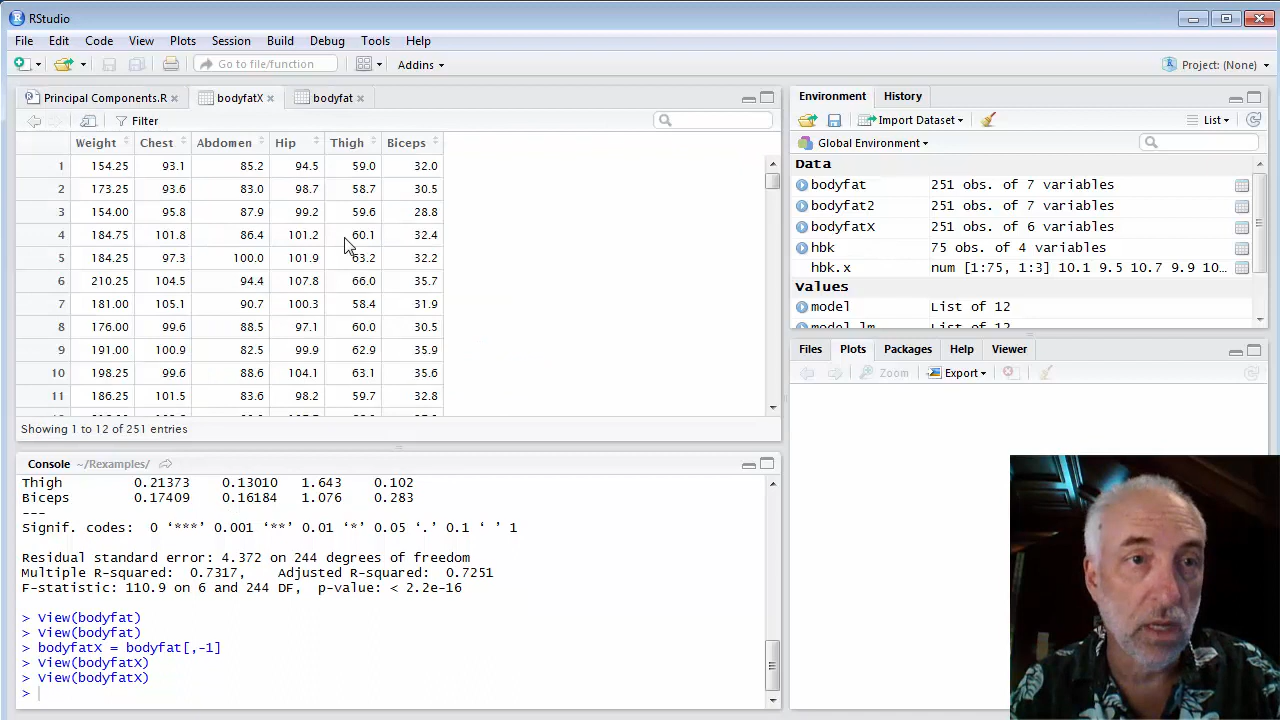 RStudio
File Edit Code View Plots Session Build Debug Tools Help
Go to file/function Addins Project: (None)
Principal Components.R bodyfatX bodyfat
Filter
Weight Chest Abdomen Hip Thigh Biceps
1 154.25 93.1 85.2 94.5 59.0 32.0
2 173.25 93.6 83.0 98.7 58.7 30.5
3 154.00 95.8 87.9 99.2 59.6 28.8
4 184.75 101.8 86.4 101.2 60.1 32.4
5 184.25 97.3 100.0 101.9 63.2 32.2
6 210.25 104.5 94.4 107.8 66.0 35.7
7 181.00 105.1 90.7 100.3 58.4 31.9
8 176.00 99.6 88.5 97.1 60.0 30.5
9 191.00 100.9 82.5 99.9 62.9 35.9
10 198.25 99.6 88.6 104.1 63.1 35.6
11 186.25 101.5 83.6 98.2 59.7 32.8
Showing 1 to 12 of 251 entries
Console ~/Rexamples/
Thigh 0.21373 0.13010 1.643 0.102
Biceps 0.17409 0.16184 1.076 0.283
---
Signif. codes: 0 ‘***’ 0.001 ‘**’ 0.01 ‘*’ 0.05 ‘.’ 0.1 ‘ ’ 1
Residual standard error: 4.372 on 244 degrees of freedom
Multiple R-squared: 0.7317, Adjusted R-squared: 0.7251
F-statistic: 110.9 on 6 and 244 DF, p-value: < 2.2e-16
> View(bodyfat)
> View(bodyfat)
> bodyfatX = bodyfat[,-1]
> View(bodyfatX)
> View(bodyfatX)
>
Environment History
Import Dataset List
Global Environment
Data
bodyfat 251 obs. of 7 variables
bodyfat2 251 obs. of 7 variables
bodyfatX 251 obs. of 6 variables
hbk 75 obs. of 4 variables
hbk.x num [1:75, 1:3] 10.1 9.5 10.7 9.9 10...
Values
model List of 12
model.lm List of 12
Files Plots Packages Help Viewer
Zoom Export